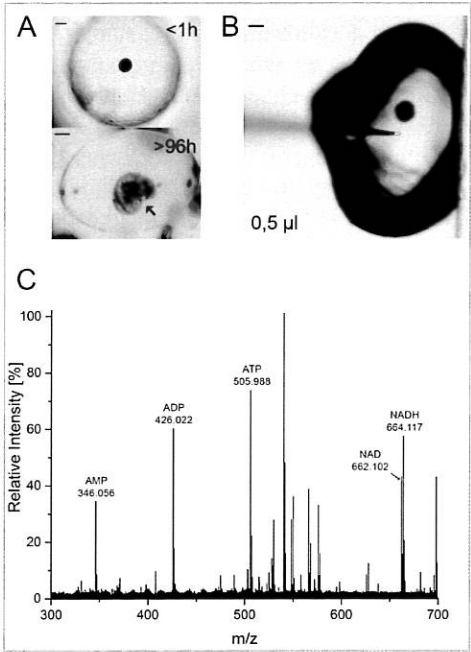 A
<1h
>96h
B
0,5 µl
C
Relative Intensity [%]
100
80
60
40
20
0
AMP
346.056
ADP
426.022
ATP
505.988
NAD
662.102
NADH
664.117
300
400
500
600
700
m/z